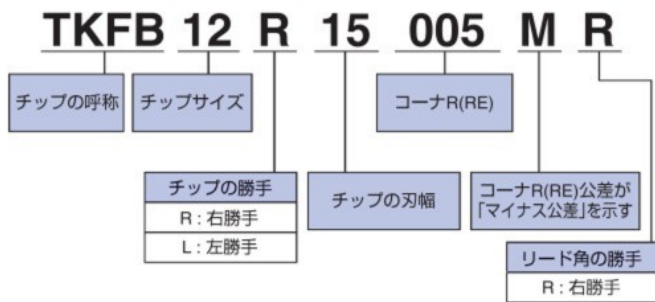 TKFB 12 R 15 005 M R
チップの呼称
チップサイズ
コーナR(RE)
チップの勝手
R：右勝手
L：左勝手
チップの刃幅
コーナR(RE)公差が
「マイナス公差」を示す
リード角の勝手
R：右勝手